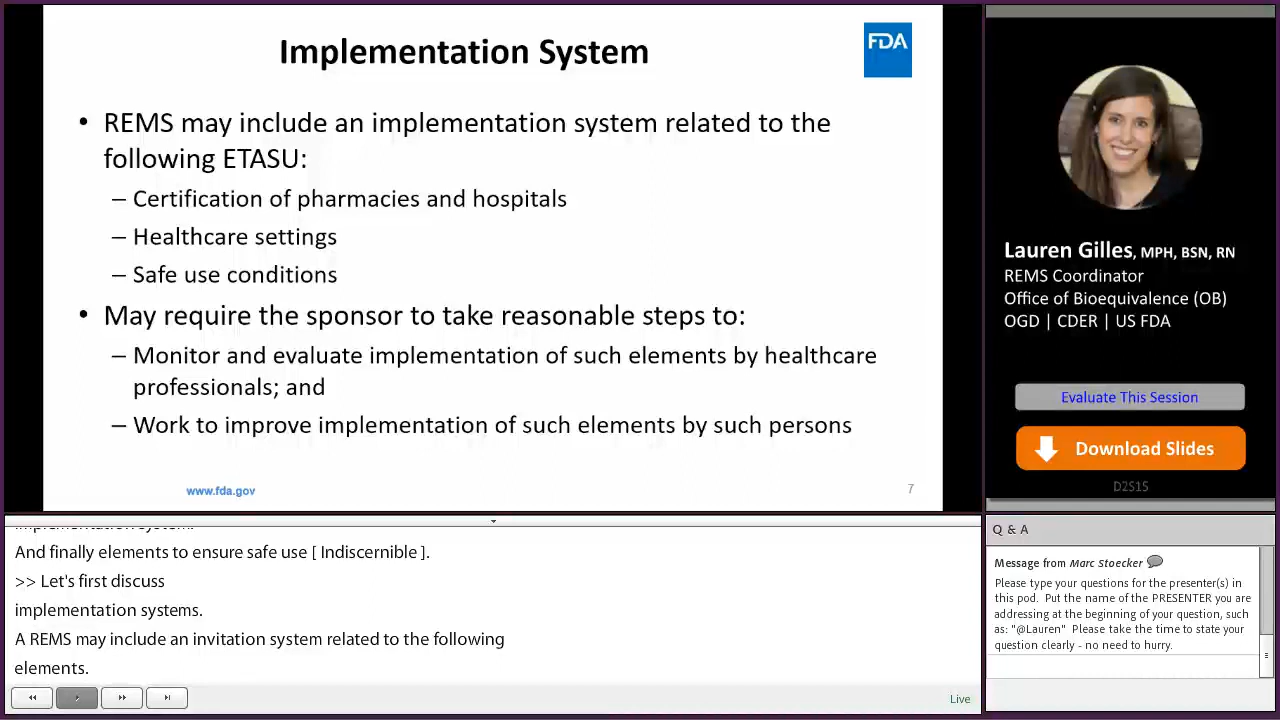 Implementation System
FDA
• REMS may include an implementation system related to the
following ETASU:
– Certification of pharmacies and hospitals
– Healthcare settings
– Safe use conditions
• May require the sponsor to take reasonable steps to:
– Monitor and evaluate implementation of such elements by healthcare
professionals; and
– Work to improve implementation of such elements by such persons
www.fda.gov
7
Lauren Gilles, MPH, BSN, RN
REMS Coordinator
Office of Bioequivalence (OB)
OGD | CDER | US FDA
Evaluate This Session
Download Slides
D2S15
implementation system.
And finally elements to ensure safe use [ Indiscernible ].
>> Let's first discuss
implementation systems.
A REMS may include an invitation system related to the following
elements.
Live
Q & A
Message from Marc Stoecker
Please type your questions for the presenter(s) in
this pod. Put the name of the PRESENTER you are
addressing at the beginning of your question, such
as: "@Lauren" Please take the time to state your
question clearly - no need to hurry.